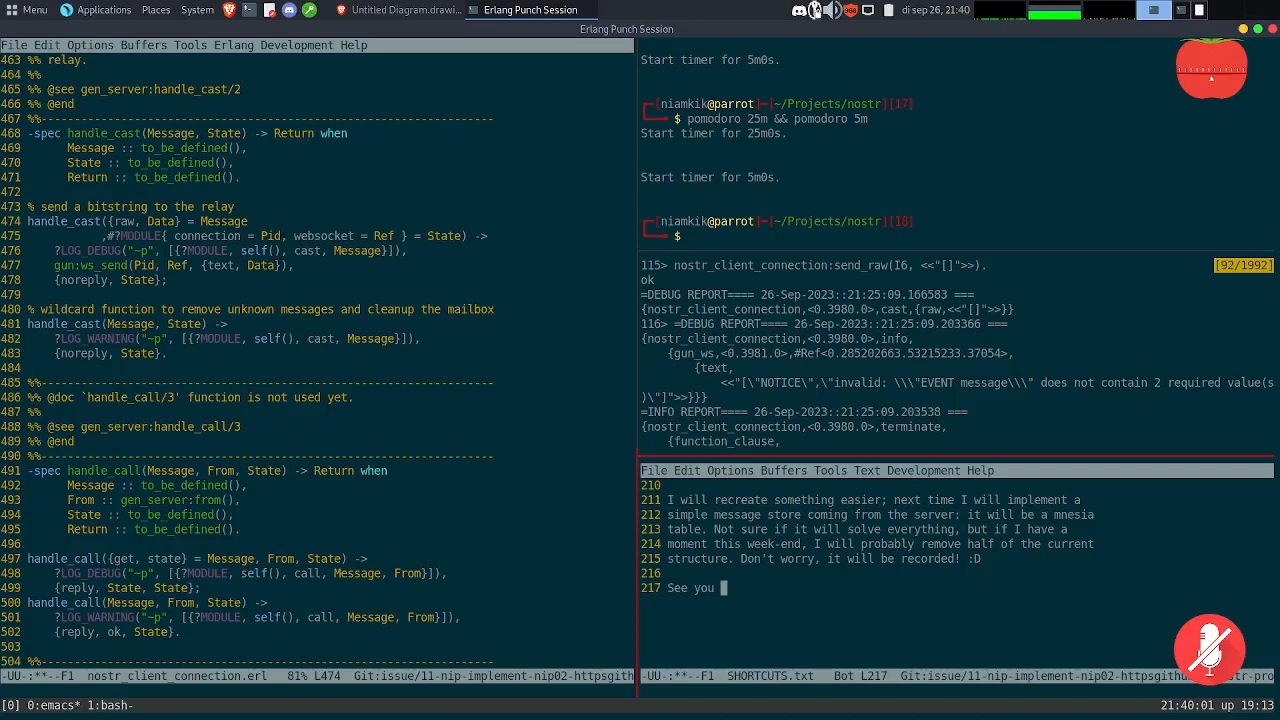 Menu Applications Places System Untitled Diagram.drawi... Erlang Punch Session 968 di sep 26, 21:40
Erlang Punch Session
File Edit Options Buffers Tools Erlang Development Help
463 %% relay.
464 %%
465 %% @see gen_server:handle_cast/2
466 %% @end
467 %%--------------------------------------------------------------------
468 -spec handle_cast(Message, State) -> Return when
469       Message :: to_be_defined(),
470       State :: to_be_defined(),
471       Return :: to_be_defined().
472
473 % send a bitstring to the relay
474 handle_cast({raw, Data} = Message
475            ,#?MODULE{ connection = Pid, websocket = Ref } = State) ->
476     ?LOG_DEBUG("~p", [{?MODULE, self(), cast, Message}]),
477     gun:ws_send(Pid, Ref, {text, Data}),
478     {noreply, State};
479
480 % wildcard function to remove unknown messages and cleanup the mailbox
481 handle_cast(Message, State) ->
482     ?LOG_WARNING("~p", [{?MODULE, self(), cast, Message}]),
483     {noreply, State}.
484
485 %%--------------------------------------------------------------------
486 %% @doc `handle_call/3' function is not used yet.
487 %%
488 %% @see gen_server:handle_call/3
489 %% @end
490 %%--------------------------------------------------------------------
491 -spec handle_call(Message, From, State) -> Return when
492       Message :: to_be_defined(),
493       From :: gen_server:from(),
494       State :: to_be_defined(),
495       Return :: to_be_defined().
496
497 handle_call({get, state} = Message, From, State) ->
498     ?LOG_DEBUG("~p", [{?MODULE, self(), call, Message, From}]),
499     {reply, State, State};
500 handle_call(Message, From, State) ->
501     ?LOG_WARNING("~p", [{?MODULE, self(), call, Message, From}]),
502     {reply, ok, State}.
503
504 %%--------------------------------------------------------------------
-UU-:**--F1  nostr_client_connection.erl   81% L474  Git:issue/11-nip-implement-nip02-httpsgith
Start timer for 5m0s.
[niamkik@parrot]-[~/Projects/nostr][17]
$ pomodoro 25m && pomodoro 5m
Start timer for 25m0s.
Start timer for 5m0s.
[niamkik@parrot]-[~/Projects/nostr][18]
$
115> nostr_client_connection:send_raw(I6, <<"[]">>). [92/1992]
ok
=DEBUG REPORT==== 26-Sep-2023::21:25:09.166583 ===
{nostr_client_connection,<0.3980.0>,cast,{raw,<<"[]">>}}
116> =DEBUG REPORT==== 26-Sep-2023::21:25:09.203366 ===
{nostr_client_connection,<0.3980.0>,info,
    {gun_ws,<0.3981.0>,#Ref<0.285202663.53215233.37054>,
        {text,
            <<"[\"NOTICE\",\"invalid: \\\"EVENT message\\\" does not contain 2 required value(s
)\"]">>}}}
=INFO REPORT==== 26-Sep-2023::21:25:09.203538 ===
{nostr_client_connection,<0.3980.0>,terminate,
    {function_clause,
File Edit Options Buffers Tools Text Development Help
210
211 I will recreate something easier; next time I will implement a
212 simple message store coming from the server: it will be a mnesia
213 table. Not sure if it will solve everything, but if I have a
214 moment this week-end, I will probably remove half of the current
215 structure. Don't worry, it will be recorded! :D
216
217 See you
-UU-:**--F1  SHORTCUTS.txt   Bot L217  Git:issue/11-nip-implement-nip02-httpsgithu tr-pro
[0] 0:emacs* 1:bash- 21:40:01 up 19:13